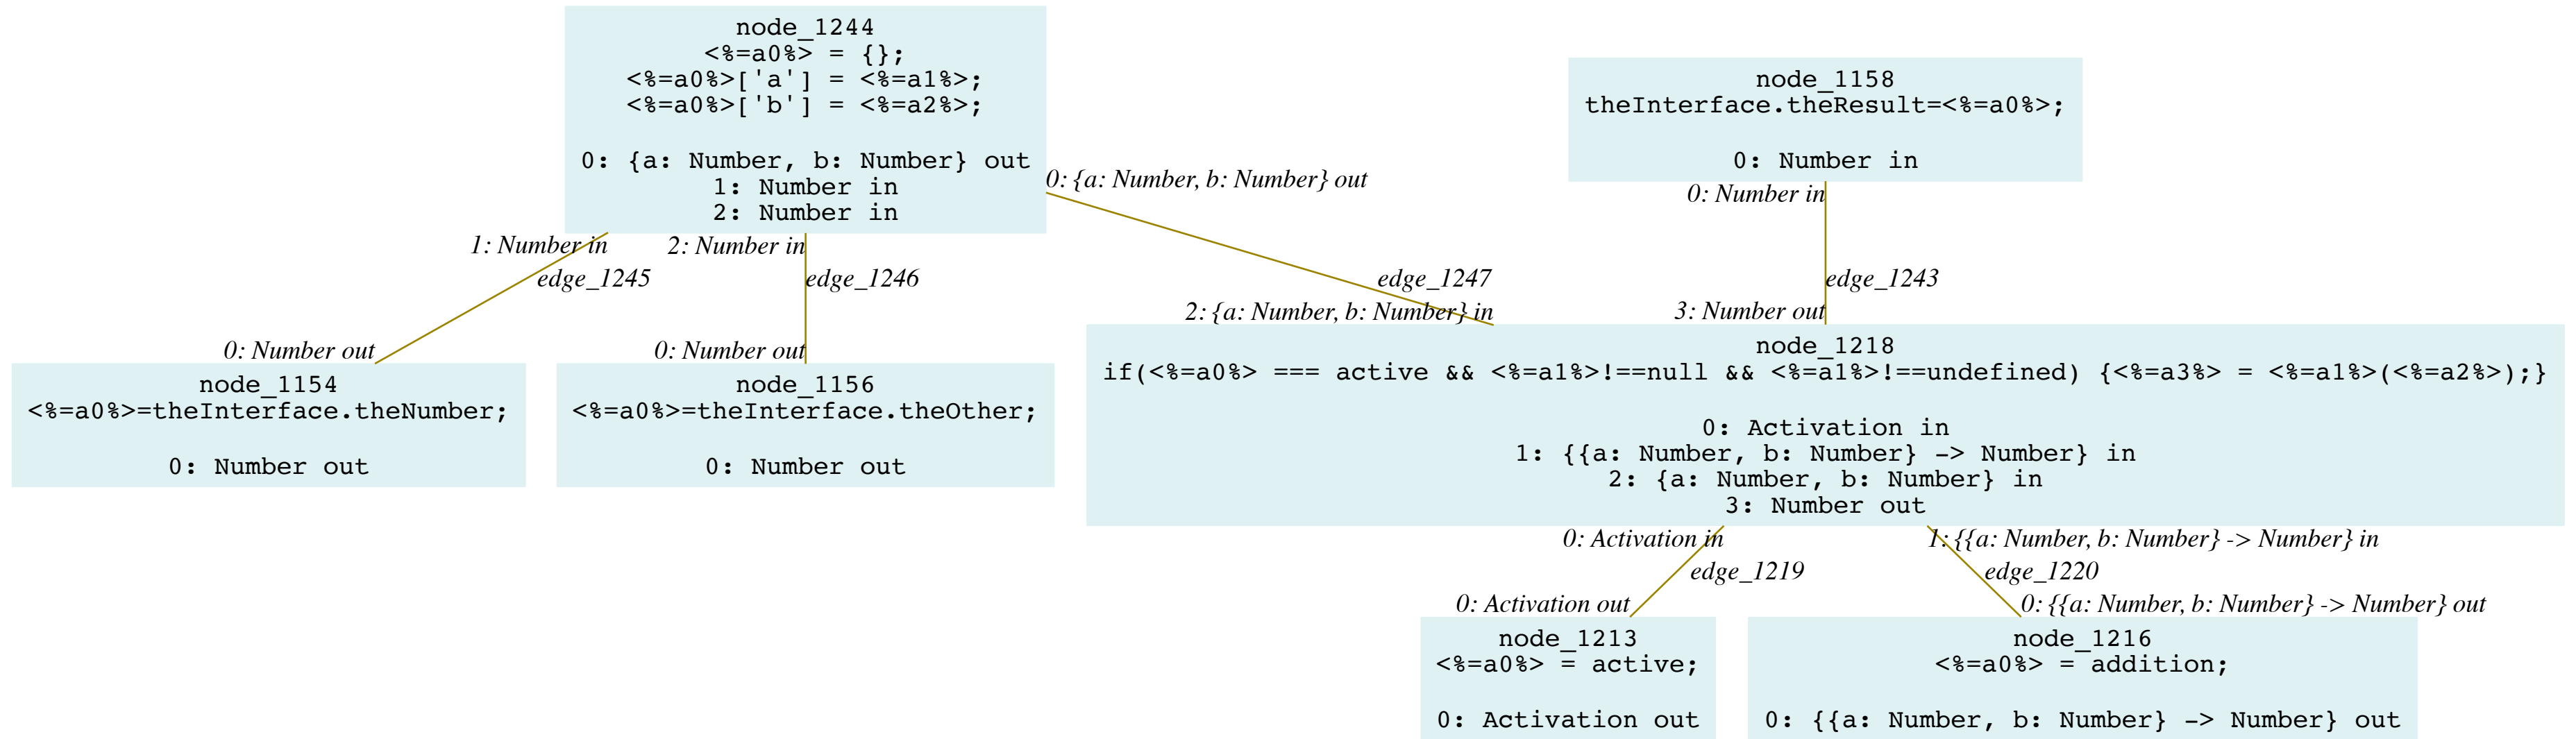 node_1244
<%=a0%> = {};
<%=a0%>['a'] = <%=a1%>;
<%=a0%>['b'] = <%=a2%>;
0: {a: Number, b: Number} out
1: Number in
2: Number in
node_1158
theInterface.theResult=<%=a0%>;
0: Number in
0: {a: Number, b: Number} out
0: Number in
1: Number in
2: Number in
edge_1245
edge_1246
edge_1247
edge_1243
2: {a: Number, b: Number} in
3: Number out
0: Number out
0: Number out
node_1154
<%=a0%>=theInterface.theNumber;
0: Number out
node_1156
<%=a0%>=theInterface.theOther;
0: Number out
node_1218
if(<%=a0%> === active && <%=a1%>!==null && <%=a1%>!==undefined) {<%=a3%> = <%=a1%>(<%=a2%>);}
0: Activation in
1: {{a: Number, b: Number} -> Number} in
2: {a: Number, b: Number} in
3: Number out
0: Activation in
1: {{a: Number, b: Number} -> Number} in
edge_1219
edge_1220
0: Activation out
0: {{a: Number, b: Number} -> Number} out
node_1213
<%=a0%> = active;
0: Activation out
node_1216
<%=a0%> = addition;
0: {{a: Number, b: Number} -> Number} out